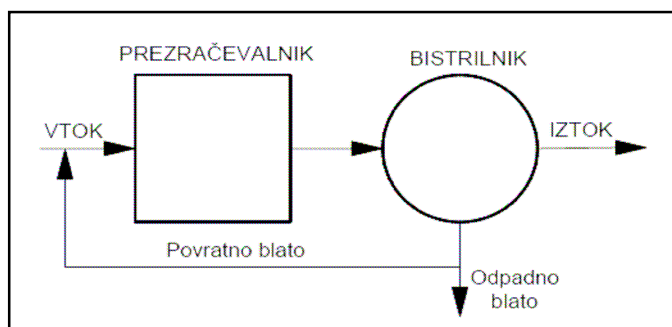 PREZRAČEVALNIK
BISTRILNIK
VTOK
IZTOK
Povratno blato
Odpadno
blato